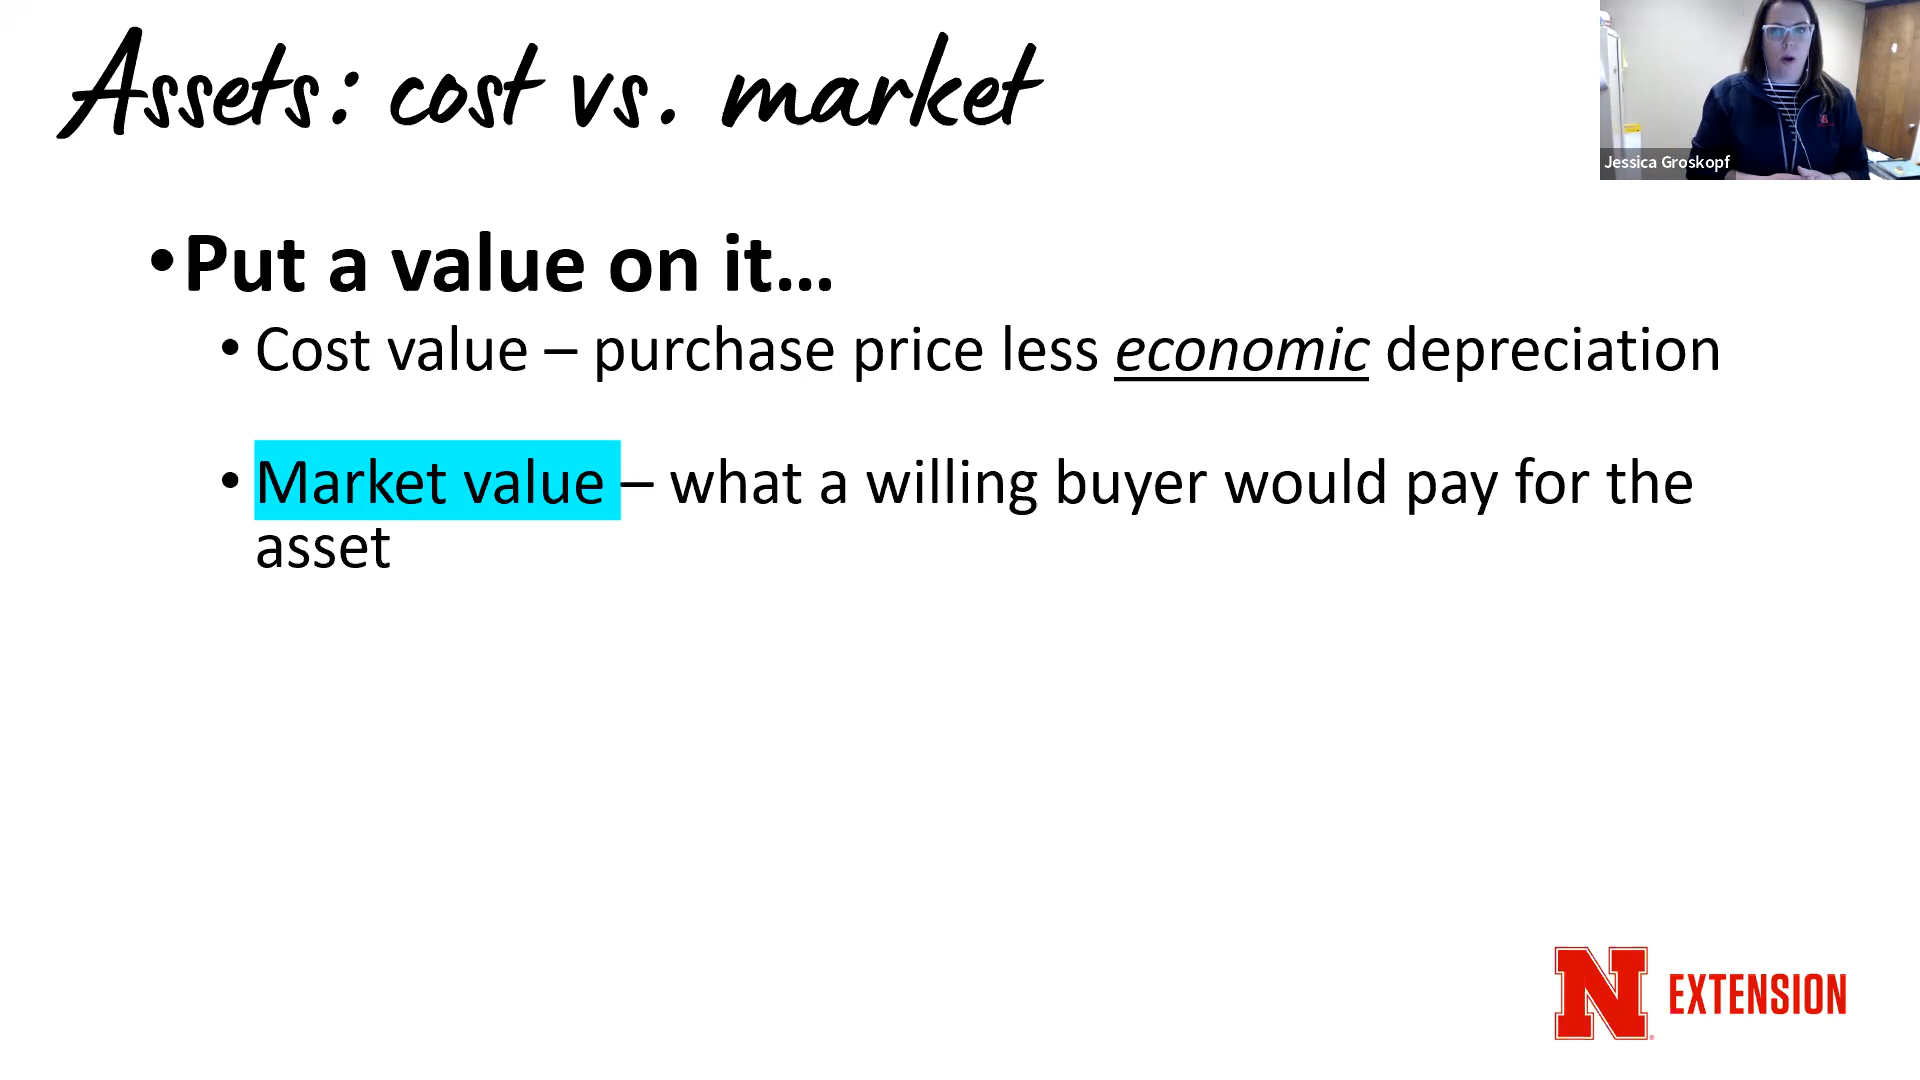 Assets: cost vs. market
Jessica Groskopf
•Put a value on it...
• Cost value – purchase price less economic depreciation
• Market value – what a willing buyer would pay for the
asset
N EXTENSION